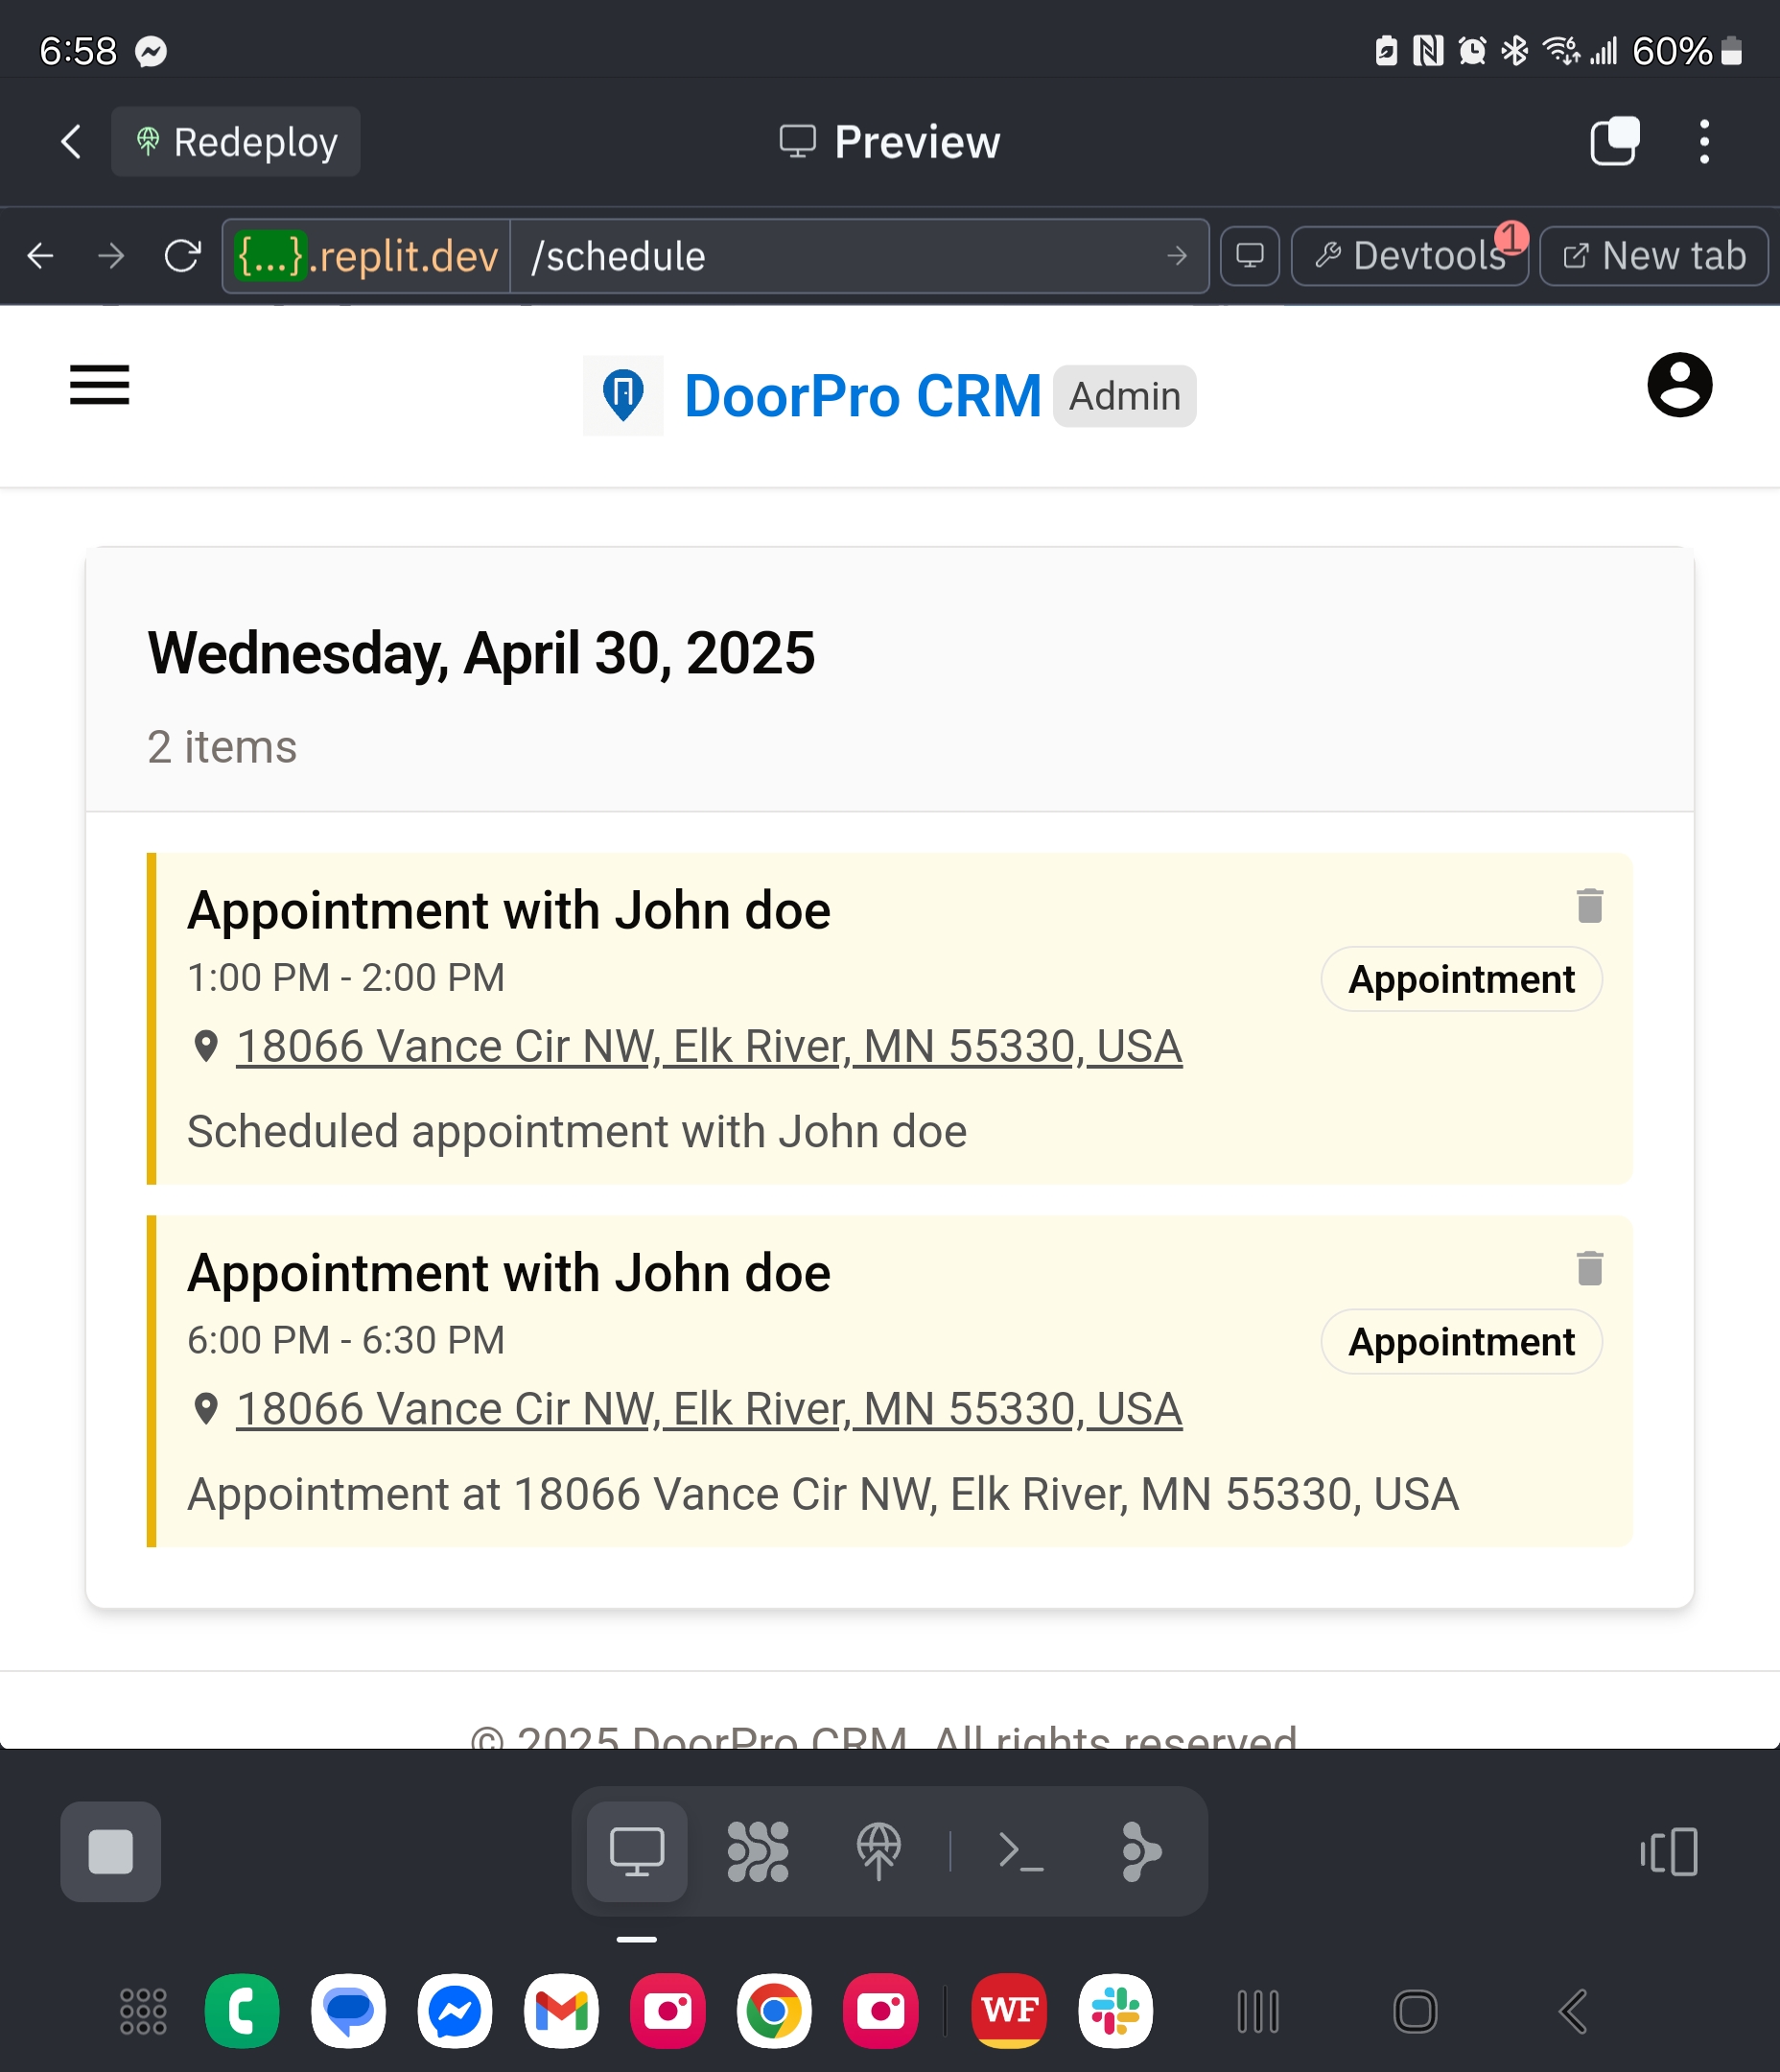 6:58
60%
Redeploy
Preview
{...}.replit.dev
/schedule
Devtools
1
New tab
DoorPro CRM
Admin
Wednesday, April 30, 2025
2 items
Appointment with John doe
1:00 PM - 2:00 PM
Appointment
18066 Vance Cir NW, Elk River, MN 55330, USA
Scheduled appointment with John doe
Appointment with John doe
6:00 PM - 6:30 PM
Appointment
18066 Vance Cir NW, Elk River, MN 55330, USA
Appointment at 18066 Vance Cir NW, Elk River, MN 55330, USA
© 2025 DoorPro CRM. All rights reserved
WF